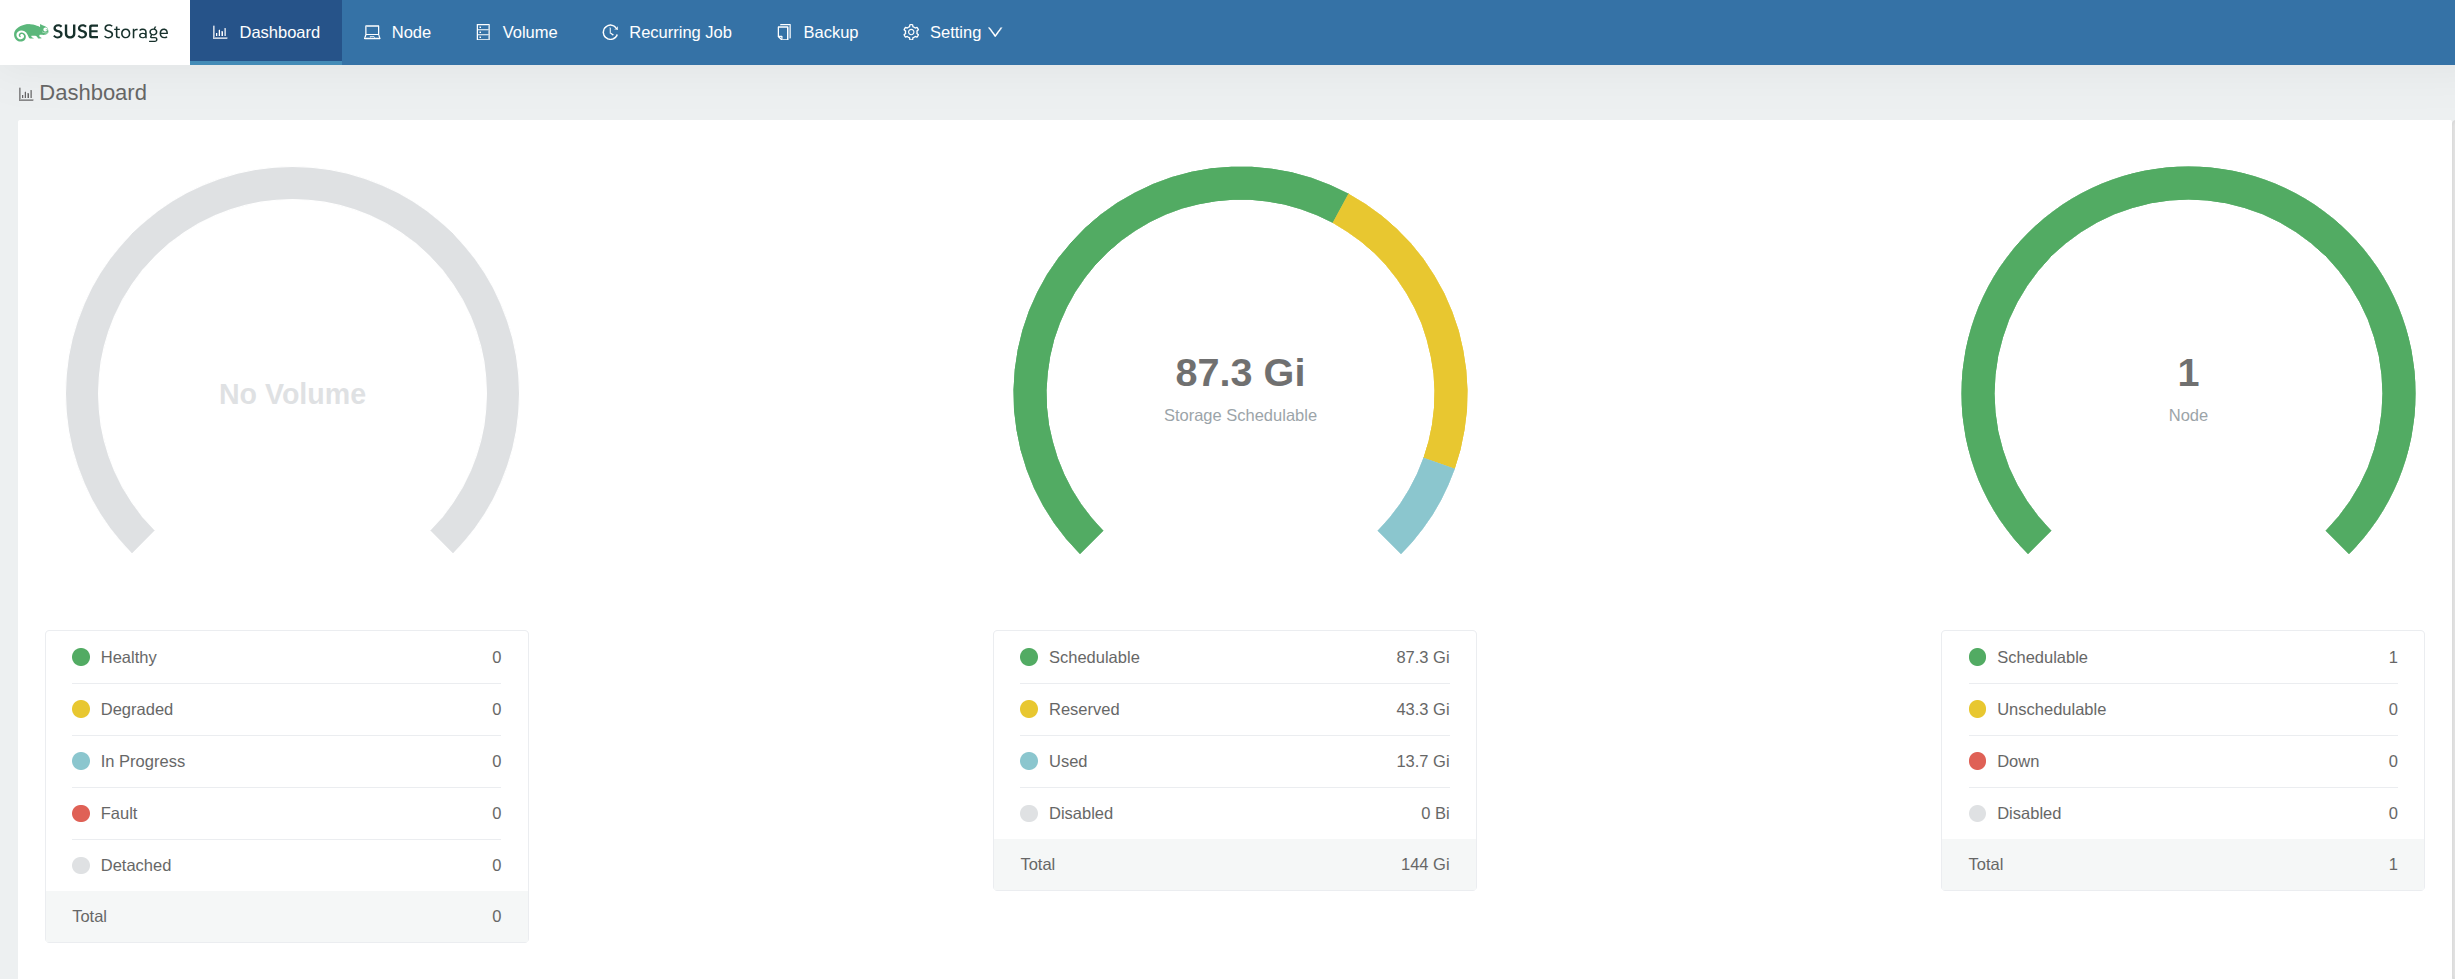 SUSE Storage
Dashboard
Node
Volume
Recurring Job
Backup
Setting
Dashboard
No Volume
87.3 Gi
Storage Schedulable
1
Node
Healthy 0
Degraded 0
In Progress 0
Fault 0
Detached 0
Total 0
Schedulable 87.3 Gi
Reserved 43.3 Gi
Used 13.7 Gi
Disabled 0 Bi
Total 144 Gi
Schedulable 1
Unschedulable 0
Down 0
Disabled 0
Total 1